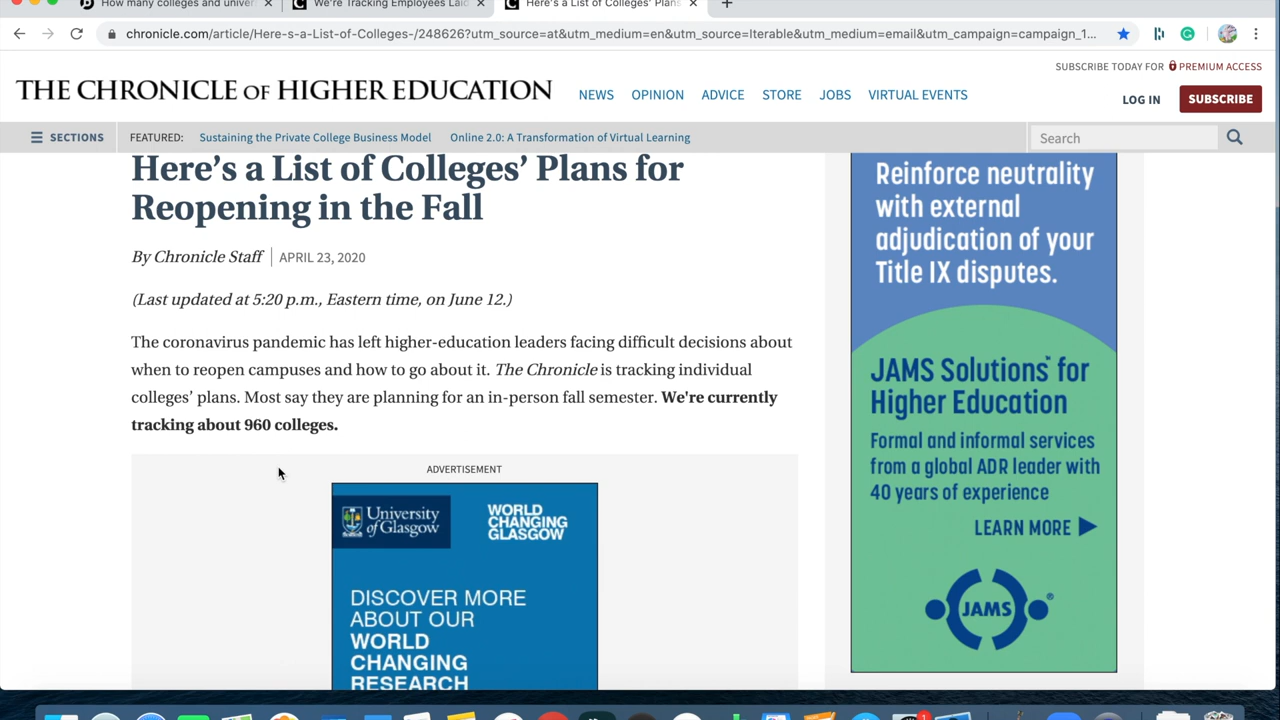 How many colleges and univer
We're Tracking Employees Laid
Here's a List of Colleges' Plans
chronicle.com/article/Here-s-a-List-of-Colleges-/248626?utm_source=at&utm_medium=en&utm_source=Iterable&utm_medium=email&utm_campaign=campaign_1...
SUBSCRIBE TODAY FOR PREMIUM ACCESS
THE CHRONICLE OF HIGHER EDUCATION
NEWS OPINION ADVICE STORE JOBS VIRTUAL EVENTS
LOG IN SUBSCRIBE
SECTIONS FEATURED: Sustaining the Private College Business Model Online 2.0: A Transformation of Virtual Learning Search
Here's a List of Colleges' Plans for
Reopening in the Fall
By Chronicle Staff | APRIL 23, 2020
(Last updated at 5:20 p.m., Eastern time, on June 12.)
The coronavirus pandemic has left higher-education leaders facing difficult decisions about
when to reopen campuses and how to go about it. The Chronicle is tracking individual
colleges' plans. Most say they are planning for an in-person fall semester. We're currently
tracking about 960 colleges.
ADVERTISEMENT
University
of Glasgow
WORLD
CHANGING
GLASGOW
DISCOVER MORE
ABOUT OUR
WORLD
CHANGING
RESEARCH
Reinforce neutrality
with external
adjudication of your
Title IX disputes.
JAMS Solutions™ for
Higher Education
Formal and informal services
from a global ADR leader with
40 years of experience
LEARN MORE
JAMS®
1